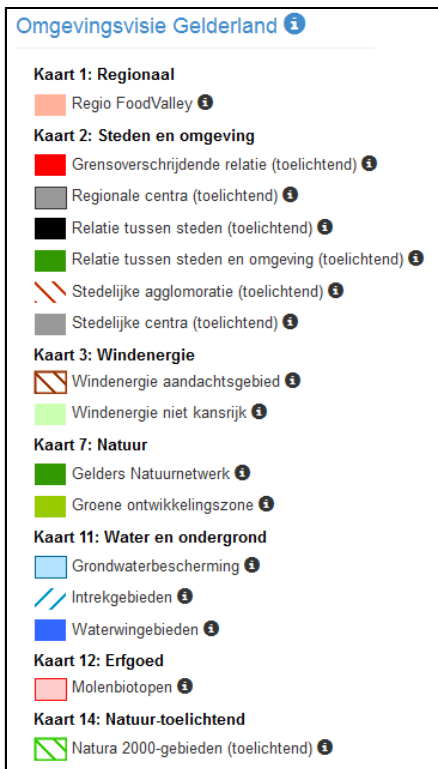 Omgevingsvisie Gelderland
Kaart 1: Regionaal
Regio FoodValley
Kaart 2: Steden en omgeving
Grensoverschrijdende relatie (toelichtend)
Regionale centra (toelichtend)
Relatie tussen steden (toelichtend)
Relatie tussen steden en omgeving (toelichtend)
Stedelijke agglomoratie (toelichtend)
Stedelijke centra (toelichtend)
Kaart 3: Windenergie
Windenergie aandachtsgebied
Windenergie niet kansrijk
Kaart 7: Natuur
Gelders Natuurnetwerk
Groene ontwikkelingszone
Kaart 11: Water en ondergrond
Grondwaterbescherming
Intrekgebieden
Waterwingebieden
Kaart 12: Erfgoed
Molenbiotopen
Kaart 14: Natuur-toelichtend
Natura 2000-gebieden (toelichtend)